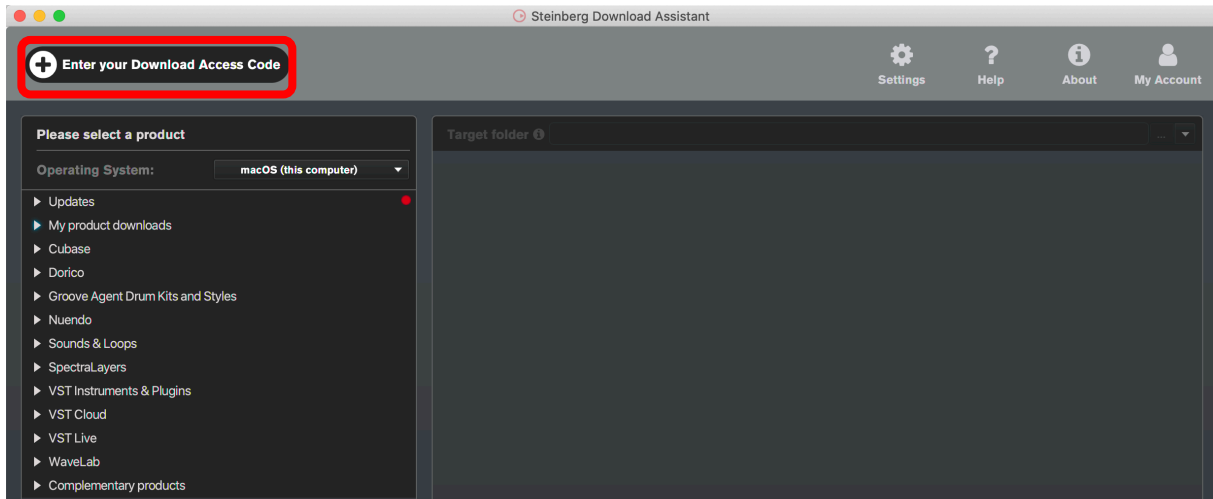 Steinberg Download Assistant
Enter your Download Access Code
Settings
Help
About
My Account
Please select a product
Operating System:
macOS (this computer)
Updates
My product downloads
Cubase
Dorico
Groove Agent Drum Kits and Styles
Nuendo
Sounds & Loops
SpectraLayers
VST Instruments & Plugins
VST Cloud
VST Live
WaveLab
Complementary products
Target folder
...